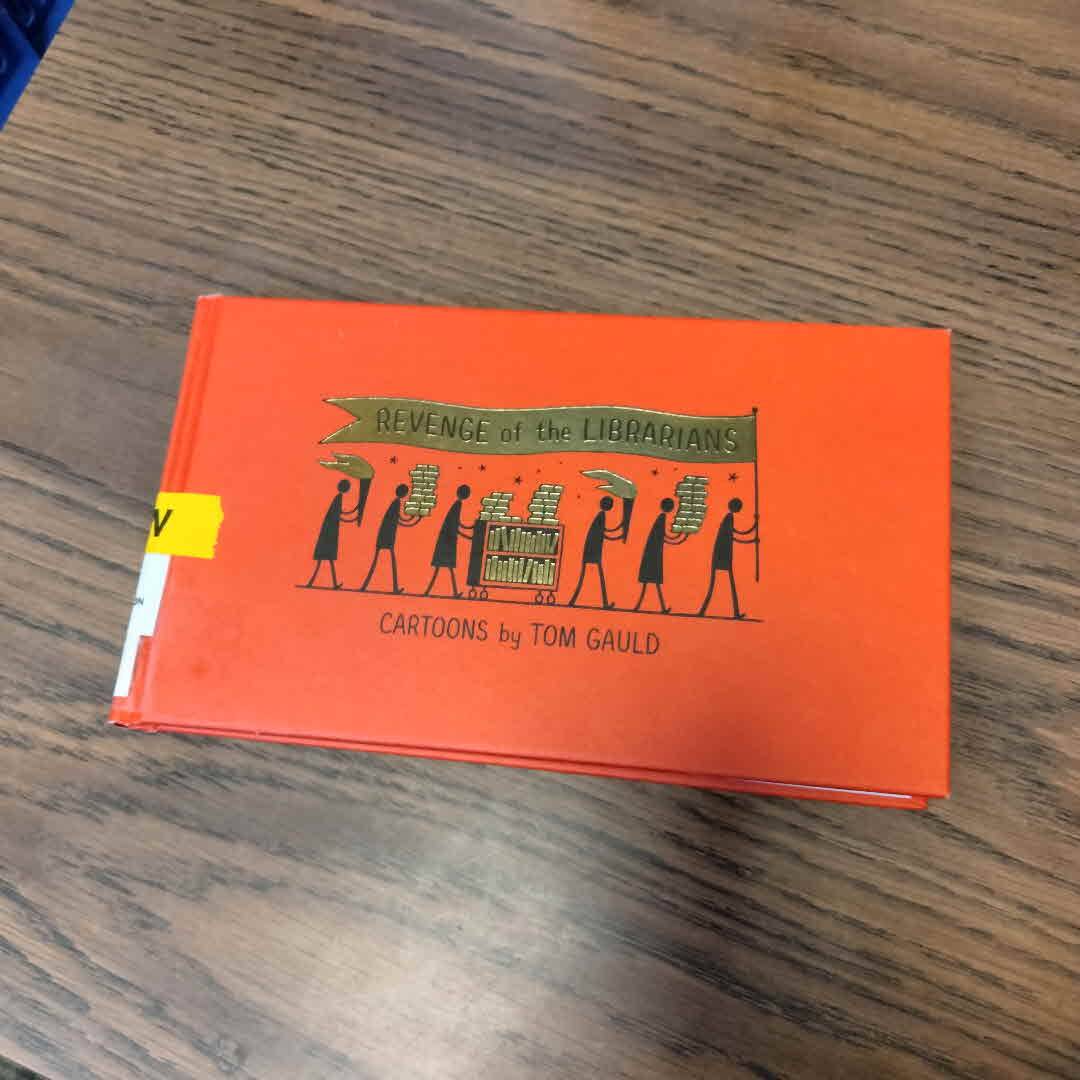 REVENGE of the LIBRARIANS
CARTOONS by TOM GAULD